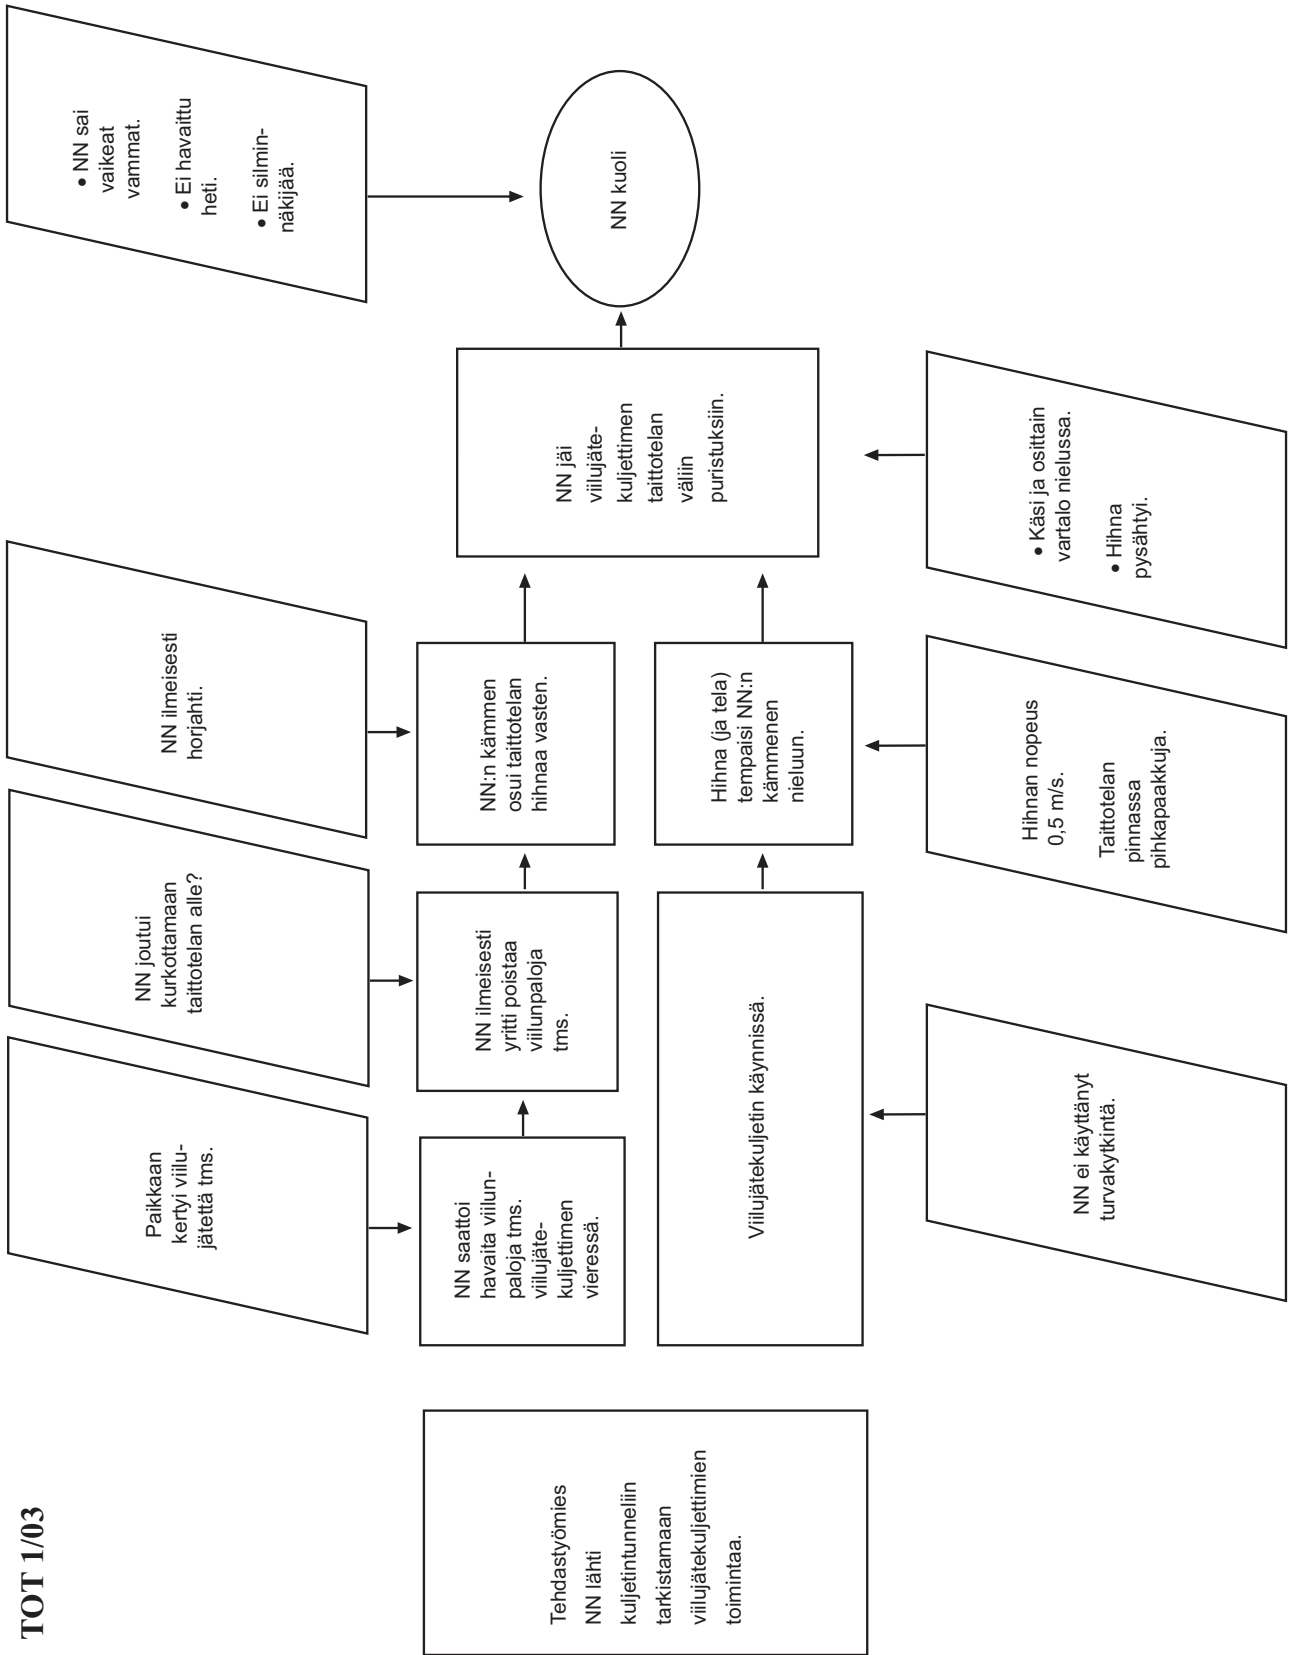 TOT 1/03
Tehdastyömies
NN lähti
kuljetintunneliin
tarkistamaan
viilujätekuljettimien
toimintaa.
Paikkaan
kertyi viilu-
jätettä tms.
NN joutui
kurkottamaan
taittotelan alle?
NN ilmeisesti
horjahti.
• NN sai
vaikeat
vammat.
• Ei havaittu
heti.
• Ei silmin-
näkijää.
NN saattoi
havaita viilun-
paloja tms.
viilujäte-
kuljettimen
vieressä.
NN ilmeisesti
yritti poistaa
viilunpaloja
tms.
NN:n kämmen
osui taittotelan
hihnaa vasten.
NN jäi
viilujäte-
kuljettimen
taittotelan
väliin
puristuksiin.
NN kuoli
Viilujätekuljetin käynnissä.
Hihna (ja tela)
tempaisi NN:n
kämmenen
nieluun.
NN ei käyttänyt
turvakytkintä.
Hihnan nopeus
0,5 m/s.
Taittotelan
pinnassa
pihkapaakkuja.
• Käsi ja osittain
vartalo nielussa.
• Hihna
pysähtyi.